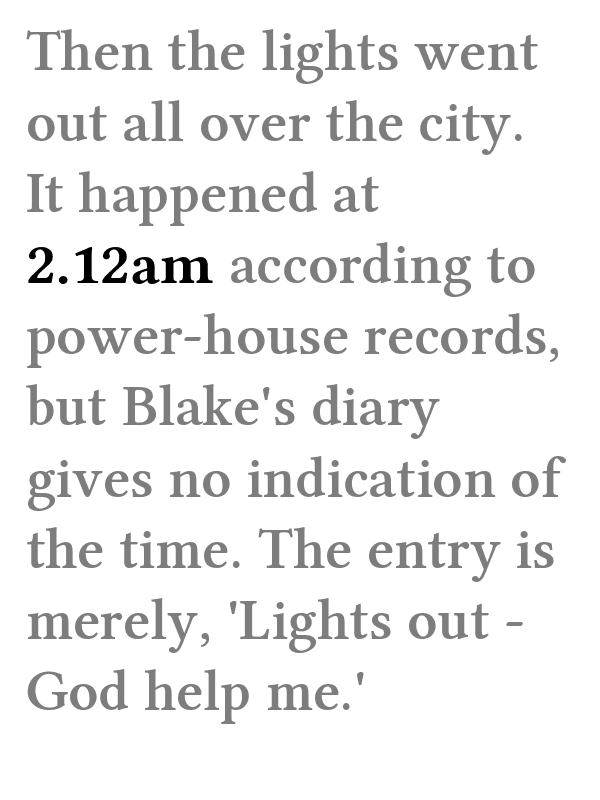 Then the lights went
out all over the city.
It happened at
2.12am according to
power-house records,
but Blake's diary
gives no indication of
the time. The entry is
merely, 'Lights out -
God help me.'